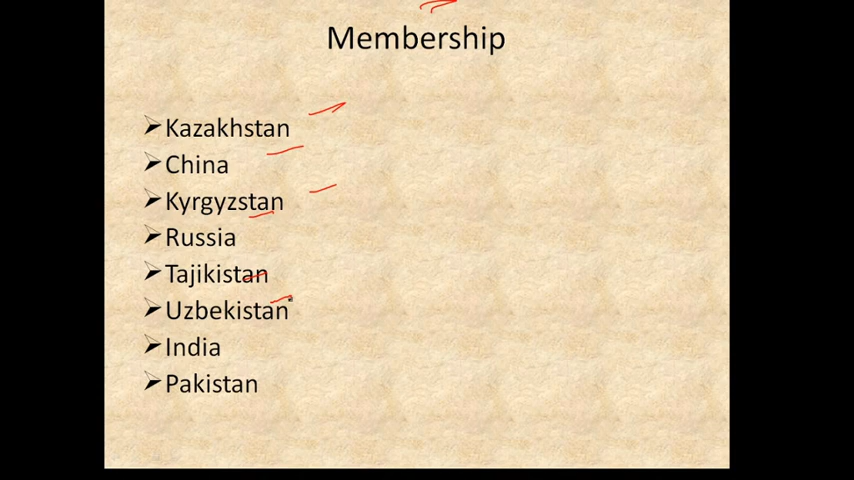 Membership
Kazakhstan
China
Kyrgyzstan
Russia
Tajikistan
Uzbekistan
India
Pakistan